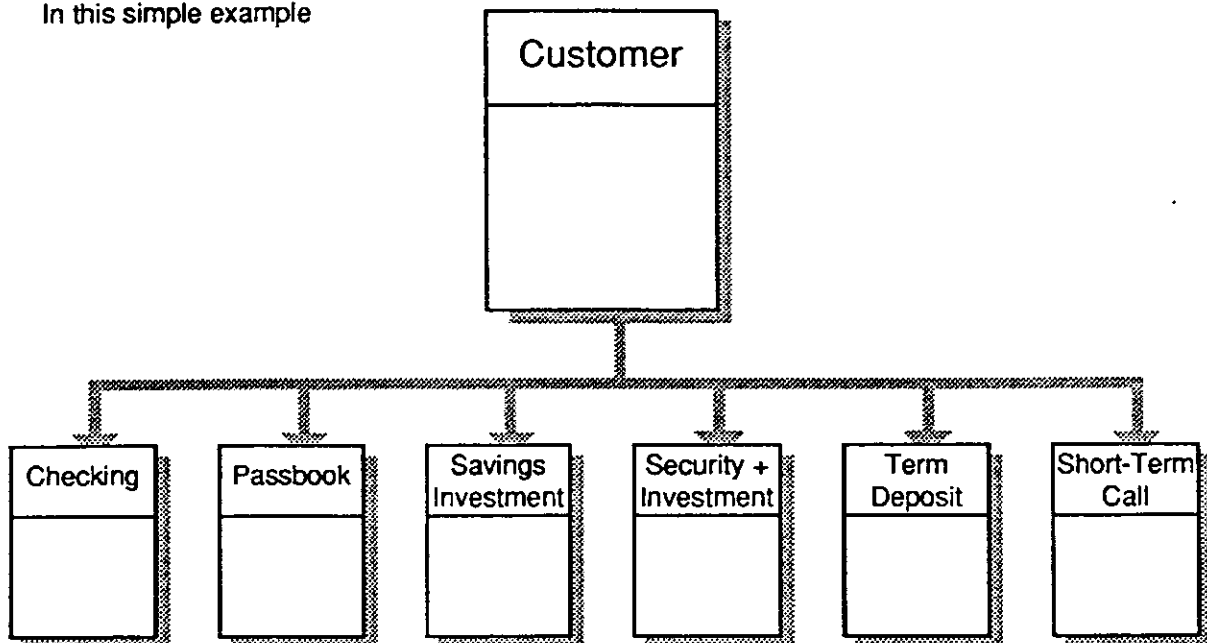 In this simple example
Customer
Checking
Passbook
Savings
Investment
Security +
Investment
Term
Deposit
Short-Term
Call